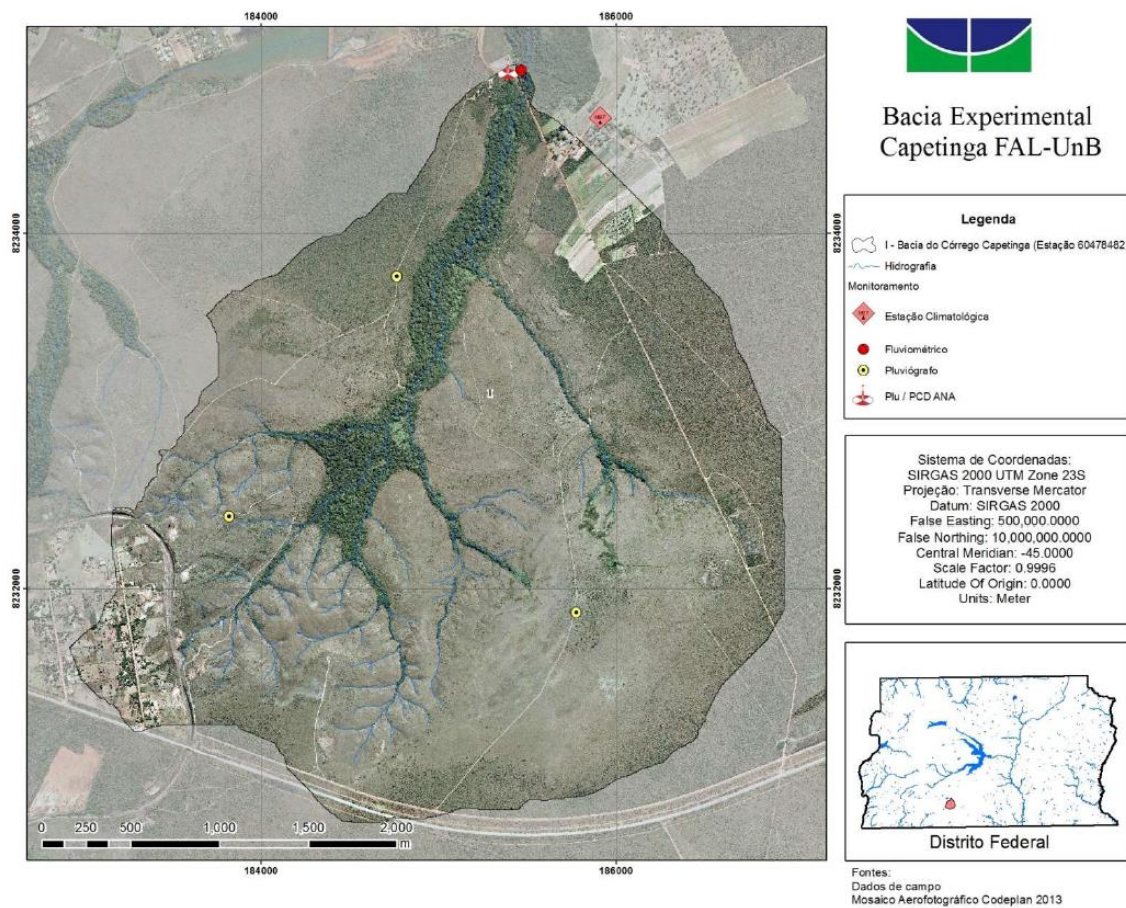 184000
186000
8234000
8234000
8232000
8232000
I
0 250 500 1,000 1,500 2,000
m
184000
186000
Bacia Experimental
Capetinga FAL-UnB
Legenda
I - Bacia do Córrego Capetinga (Estação 60478482
Hidrografia
Monitoramento
MET
Estação Climatológica
Fluviométrico
Pluviógrafo
Plu / PCD ANA
Sistema de Coordenadas:
SIRGAS 2000 UTM Zone 23S
Projeção: Transverse Mercator
Datum: SIRGAS 2000
False Easting: 500,000.0000
False Northing: 10,000,000.0000
Central Meridian: -45.0000
Scale Factor: 0.9996
Latitude Of Origin: 0.0000
Units: Meter
Distrito Federal
Fontes:
Dados de campo
Mosaico Aerofotográfico Codeplan 2013